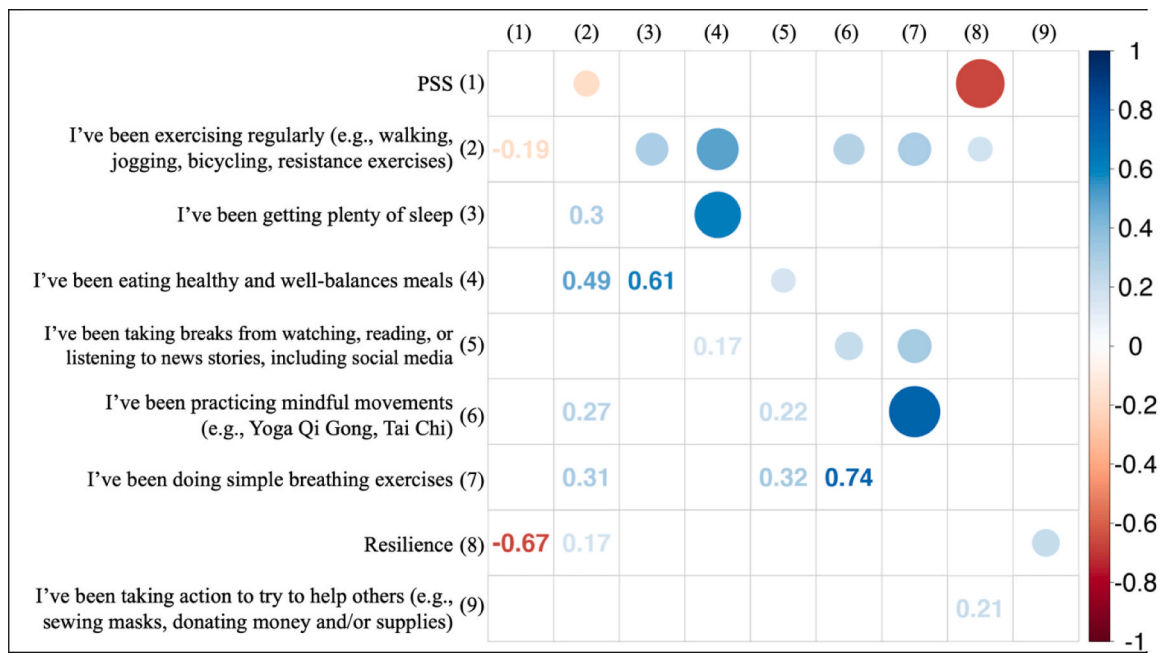 (1) (2) (3) (4) (5) (6) (7) (8) (9)
PSS (1)
I've been exercising regularly (e.g., walking,
jogging, bicycling, resistance exercises) (2) -0.19
I've been getting plenty of sleep (3) 0.3
I've been eating healthy and well-balances meals (4) 0.49 0.61
I've been taking breaks from watching, reading, or
listening to news stories, including social media (5) 0.17
I've been practicing mindful movements
(e.g., Yoga Qi Gong, Tai Chi) (6) 0.27 0.22
I've been doing simple breathing exercises (7) 0.31 0.32 0.74
Resilience (8) -0.67 0.17
I've been taking action to try to help others (e.g.,
sewing masks, donating money and/or supplies) (9) 0.21
1
0.8
0.6
0.4
0.2
0
-0.2
-0.4
-0.6
-0.8
-1